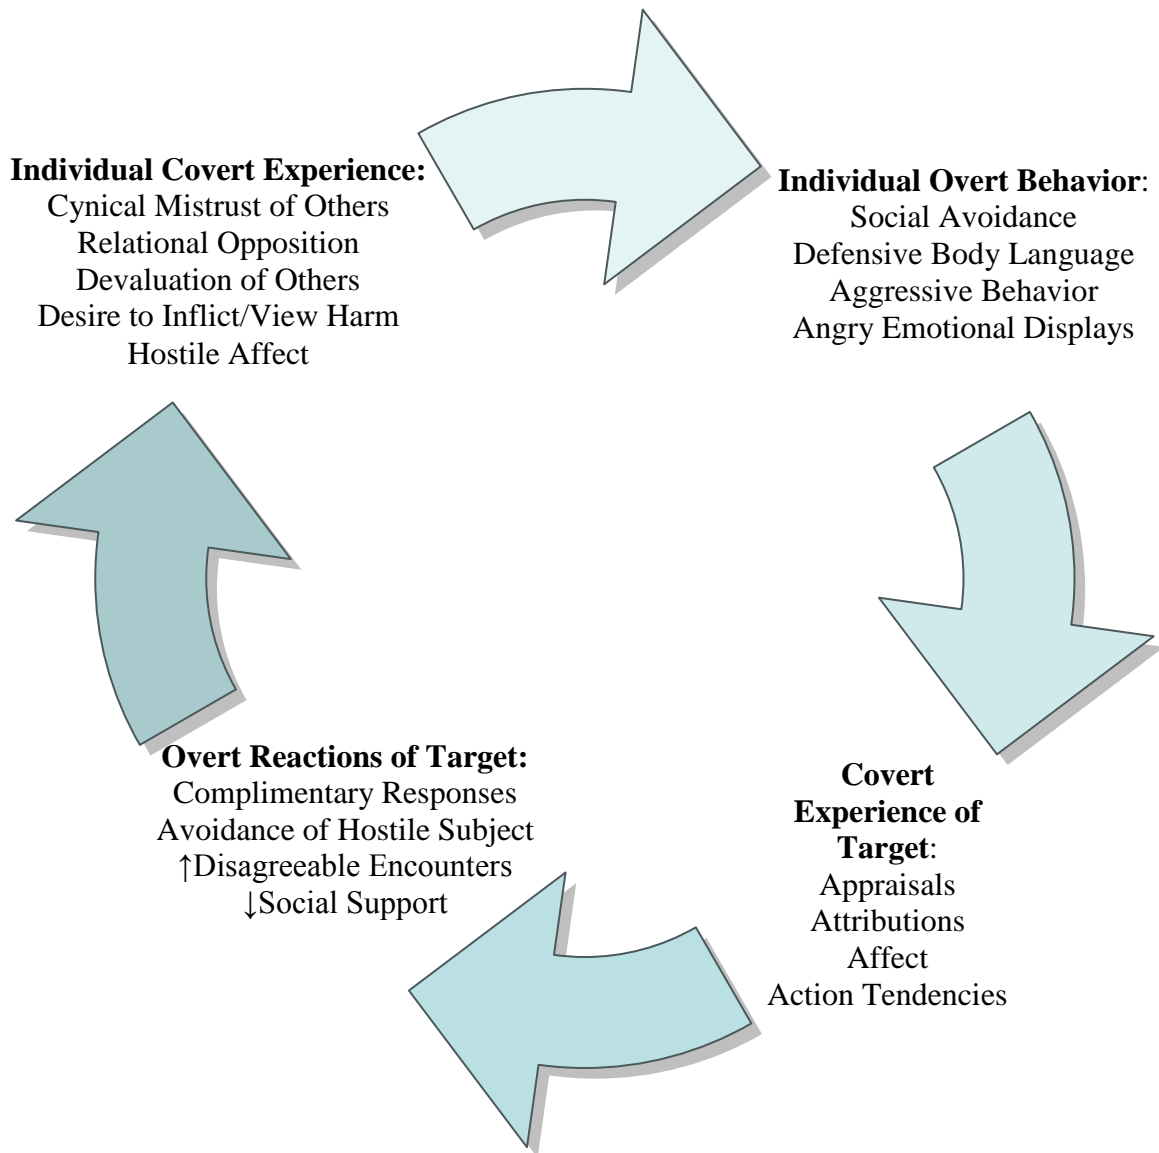 Individual Covert Experience:
Cynical Mistrust of Others
Relational Opposition
Devaluation of Others
Desire to Inflict/View Harm
Hostile Affect
Individual Overt Behavior:
Social Avoidance
Defensive Body Language
Aggressive Behavior
Angry Emotional Displays
Covert
Experience of
Target:
Appraisals
Attributions
Affect
Action Tendencies
Overt Reactions of Target:
Complimentary Responses
Avoidance of Hostile Subject
↑Disagreeable Encounters
↓Social Support